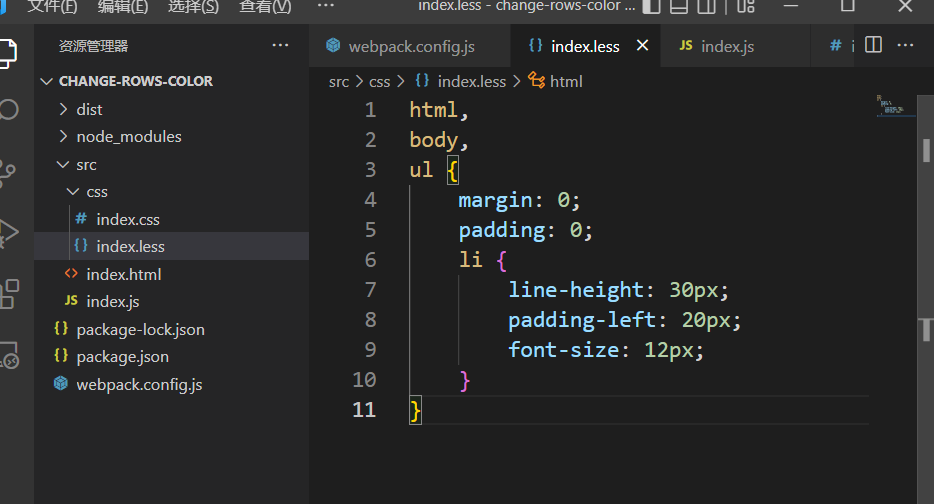 文件(F) 编辑(E) 选择(S) 查看(V) ··· index.less - change-rows-color ...
资源管理器 ···
CHANGE-ROWS-COLOR
dist
node_modules
src
css
index.css
index.less
index.html
JS index.js
package-lock.json
package.json
webpack.config.js
webpack.config.js {} index.less JS index.js # i ···
src > css > {} index.less > html
1 html,
2 body,
3 ul {
4 margin: 0;
5 padding: 0;
6 li {
7 line-height: 30px;
8 padding-left: 20px;
9 font-size: 12px;
10 }
11 }